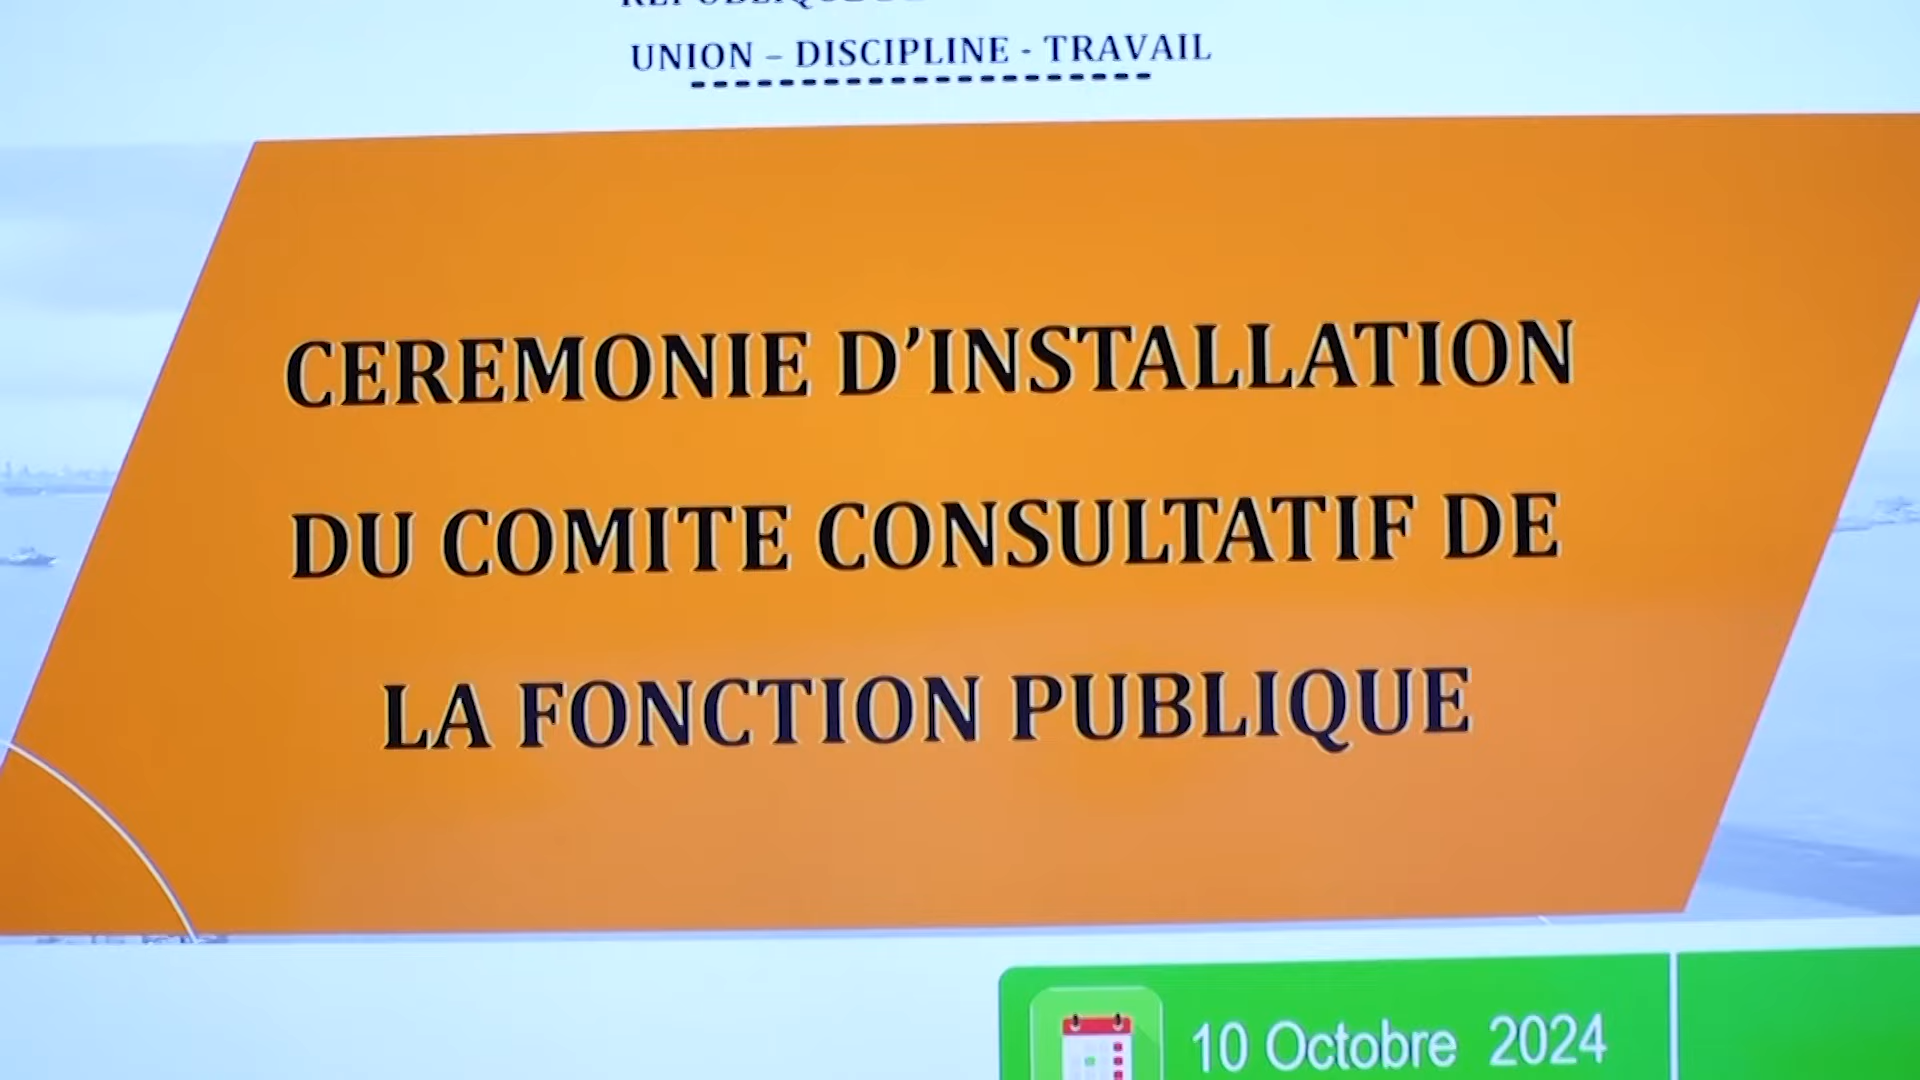 UNION – DISCIPLINE - TRAVAIL
CEREMONIE D’INSTALLATION
DU COMITE CONSULTATIF DE
LA FONCTION PUBLIQUE
10 Octobre 2024